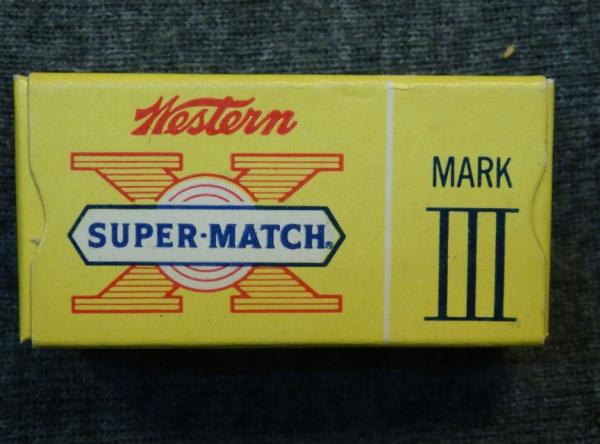 Western
X
SUPER·MATCH®
MARK
III